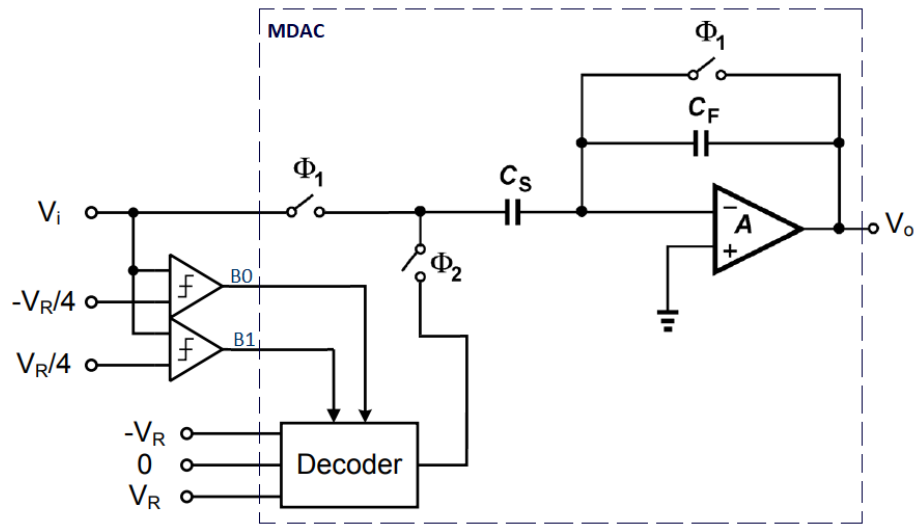 MDAC
Φ1
CF
Φ1
CS
Vi
A
−
+
Vo
Φ2
B0
-VR/4
B1
VR/4
-VR
0
Decoder
VR